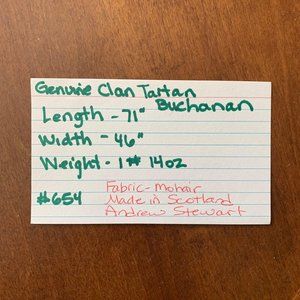 Genuine Clan Tartan
Buchanan
Length - 71"
Width - 46"
Weight - 1# 14oz
#654
Fabric - Mohair
Made in Scotland
Andrew Stewart